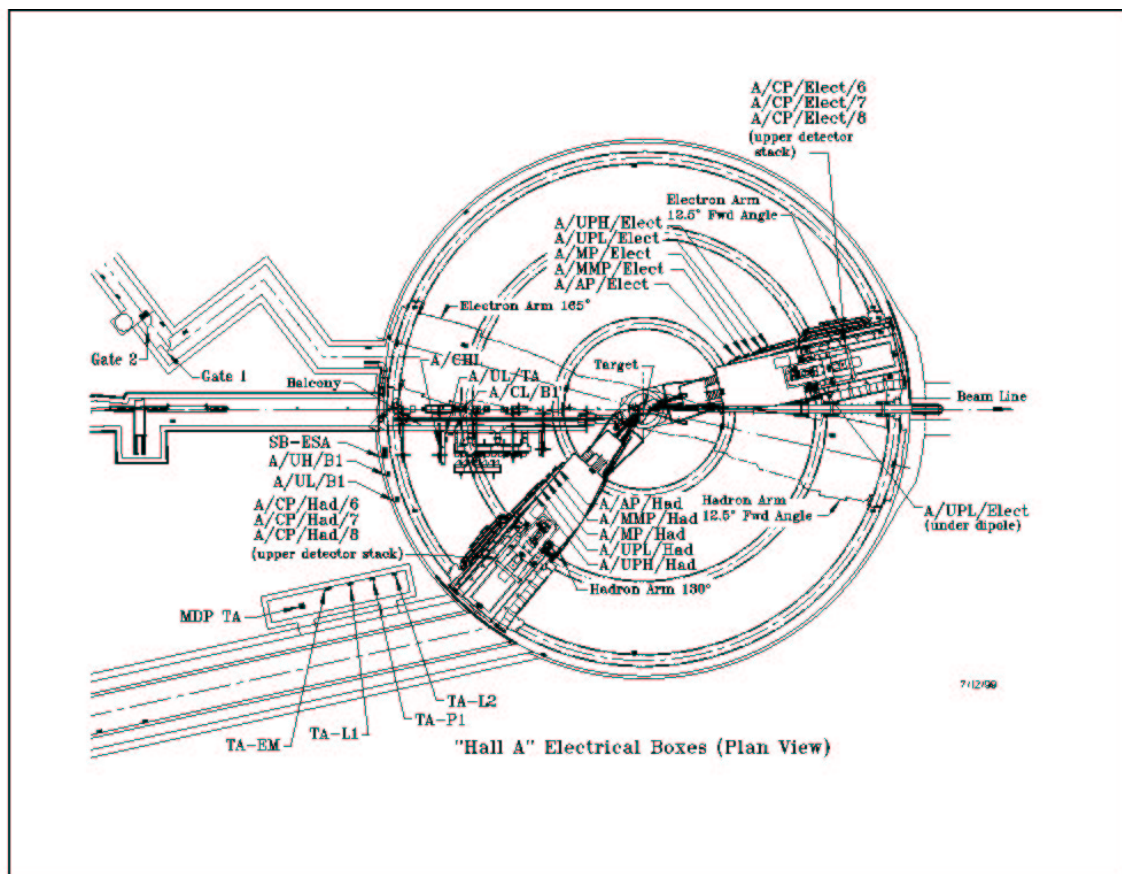 A/CP/Elect/6
A/CP/Elect/7
A/CP/Elect/8
(upper detector
stack)
Electron Arm
12.5° Fwd Angle
A/UPH/Elect
A/UPL/Elect
A/MP/Elect
A/MMP/Elect
A/AP/Elect
Electron Arm 165°
Gate 2
Gate 1
A/CHL
A/UL/TA
A/CL/B1
Balcony
Target
Beam Line
SB-ESA
A/UH/B1
A/UL/B1
A/CP/Had/6
A/CP/Had/7
A/CP/Had/8
(upper detector stack)
A/AP/Had
A/MMP/Had
A/MP/Had
A/UPL/Had
A/UPH/Had
Hadron Arm
12.5° Fwd Angle
A/UPL/Elect
(under dipole)
Hadron Arm 130°
MDP TA
TA-L2
TA-P1
TA-L1
TA-EM
7/12/99
"Hall A" Electrical Boxes (Plan View)